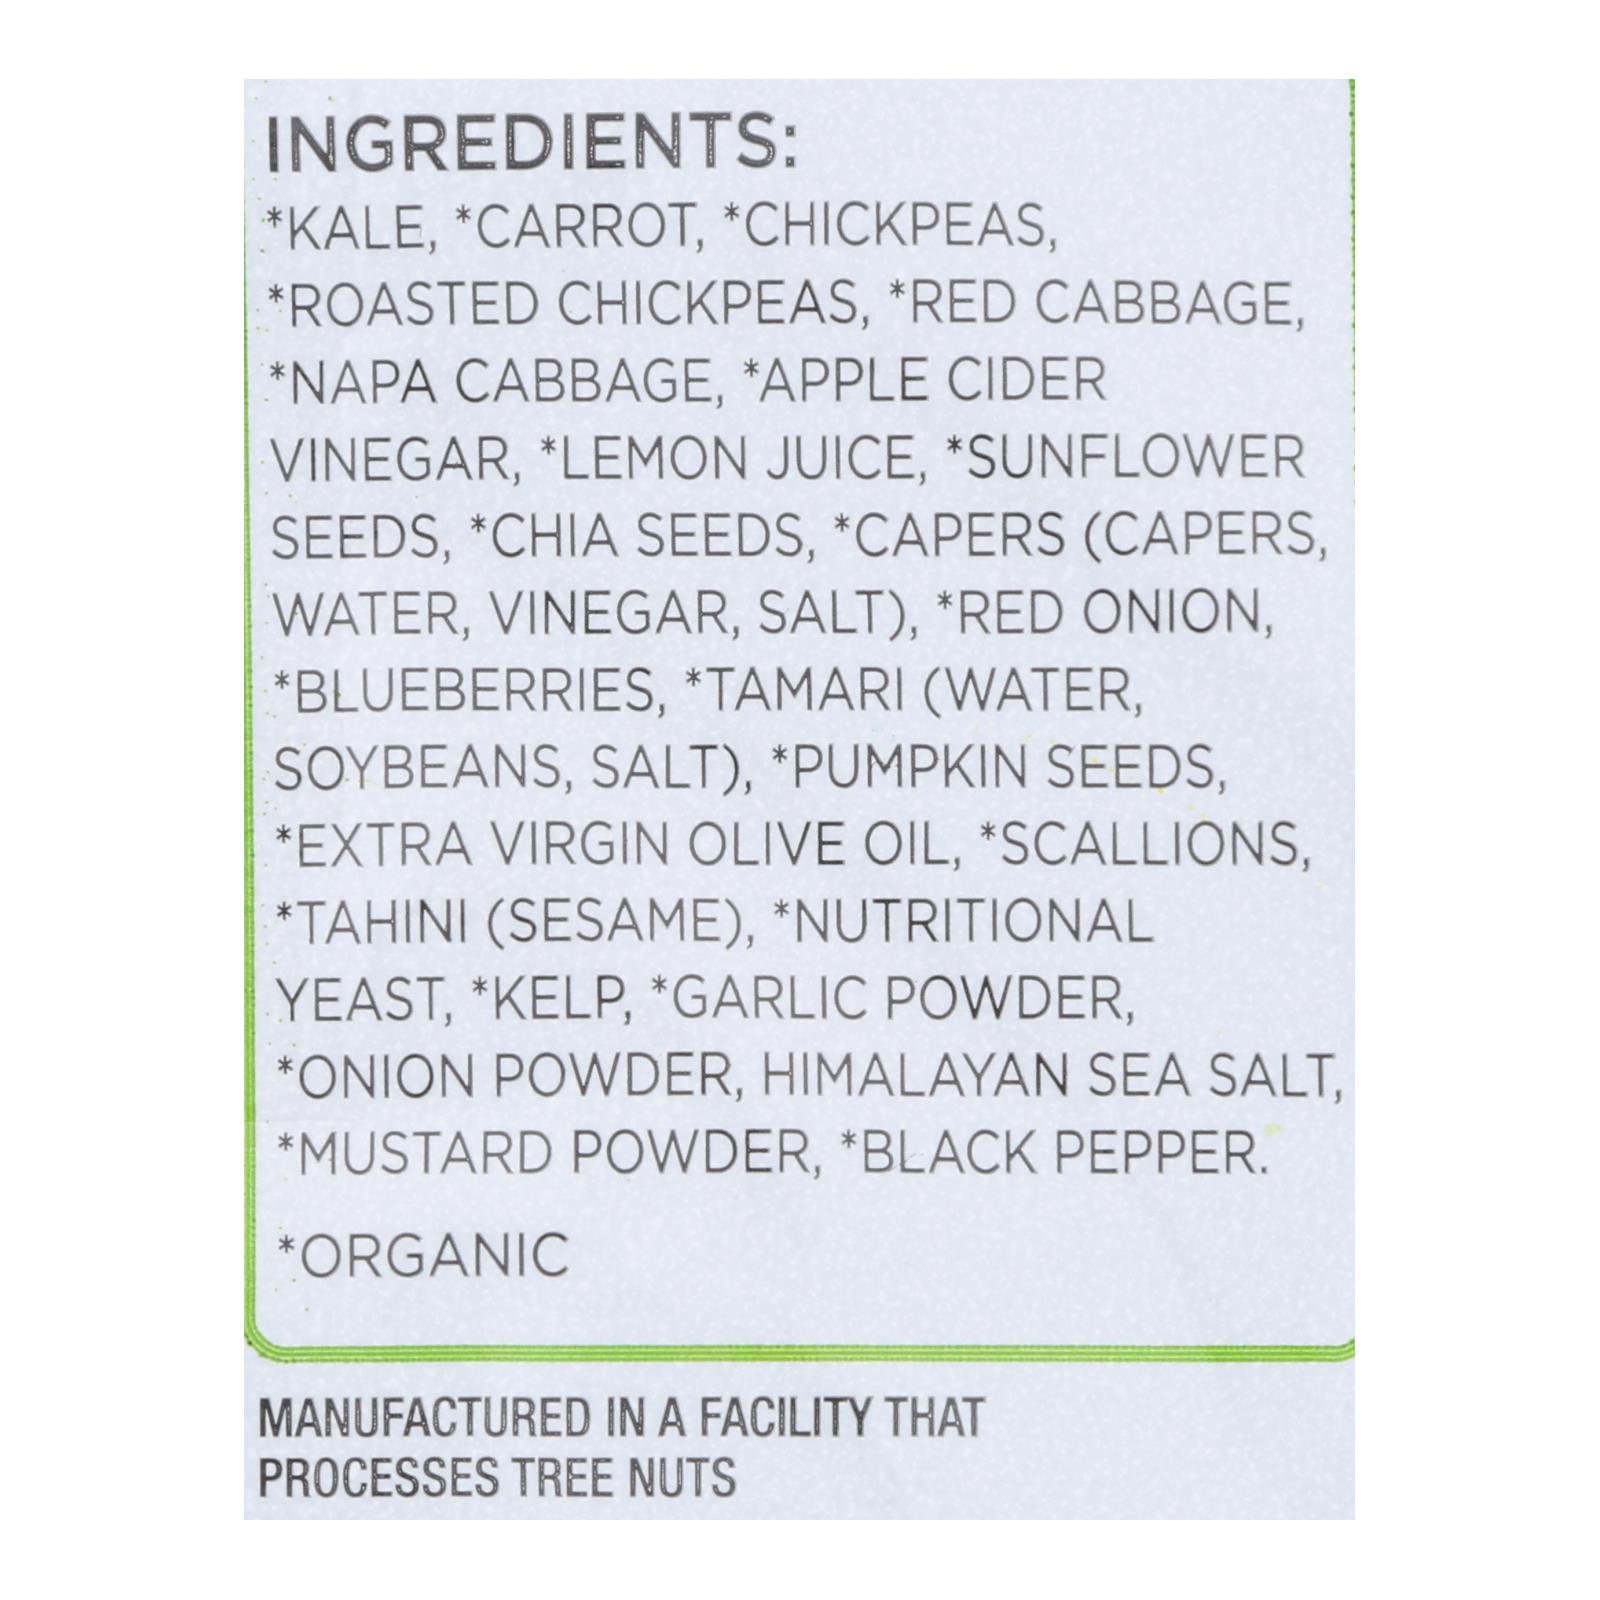 INGREDIENTS:
*KALE, *CARROT, *CHICKPEAS,
*ROASTED CHICKPEAS, *RED CABBAGE,
*NAPA CABBAGE, *APPLE CIDER
VINEGAR, *LEMON JUICE, *SUNFLOWER
SEEDS, *CHIA SEEDS, *CAPERS (CAPERS,
WATER, VINEGAR, SALT), *RED ONION,
*BLUEBERRIES, *TAMARI (WATER,
SOYBEANS, SALT), *PUMPKIN SEEDS,
*EXTRA VIRGIN OLIVE OIL, *SCALLIONS,
*TAHINI (SESAME), *NUTRITIONAL
YEAST, *KELP, *GARLIC POWDER,
*ONION POWDER, HIMALAYAN SEA SALT,
*MUSTARD POWDER, *BLACK PEPPER.
*ORGANIC
MANUFACTURED IN A FACILITY THAT
PROCESSES TREE NUTS